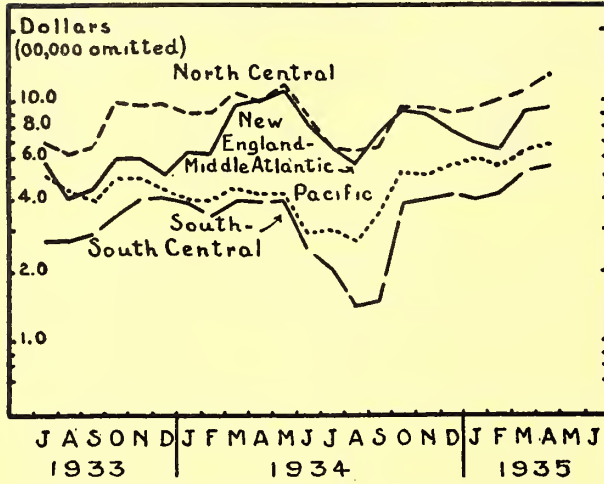 Dollars
(00,000 omitted)
North Central
10.0
8.0
New
England-
Middle Atlantic
6.0
Pacific
4.0
South-
South Central
2.0
1.0
J A S O N D J F M A M J J A S O N D J F M A M J
1933 1934 1935